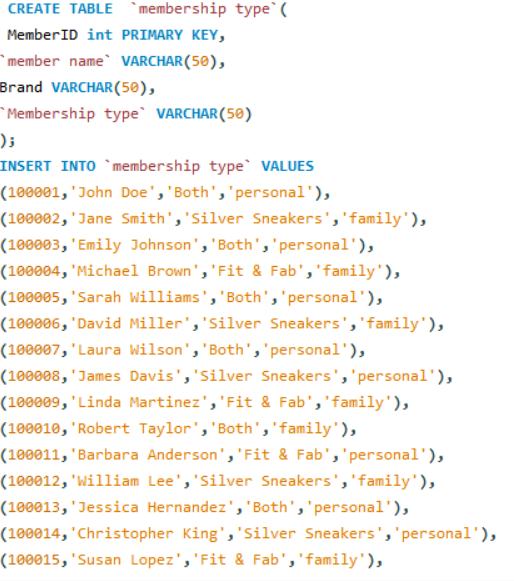 CREATE TABLE `membership type`(
MemberID int PRIMARY KEY,
`member name` VARCHAR(50),
Brand VARCHAR(50),
`Membership type` VARCHAR(50)
);
INSERT INTO `membership type` VALUES
(100001,'John Doe','Both','personal'),
(100002,'Jane Smith','Silver Sneakers','family'),
(100003,'Emily Johnson','Both','personal'),
(100004,'Michael Brown','Fit & Fab','family'),
(100005,'Sarah Williams','Both','personal'),
(100006,'David Miller','Silver Sneakers','family'),
(100007,'Laura Wilson','Both','personal'),
(100008,'James Davis','Silver Sneakers','personal'),
(100009,'Linda Martinez','Fit & Fab','family'),
(100010,'Robert Taylor','Both','family'),
(100011,'Barbara Anderson','Fit & Fab','personal'),
(100012,'William Lee','Silver Sneakers','family'),
(100013,'Jessica Hernandez','Both','personal'),
(100014,'Christopher King','Silver Sneakers','personal'),
(100015,'Susan Lopez','Fit & Fab','family'),